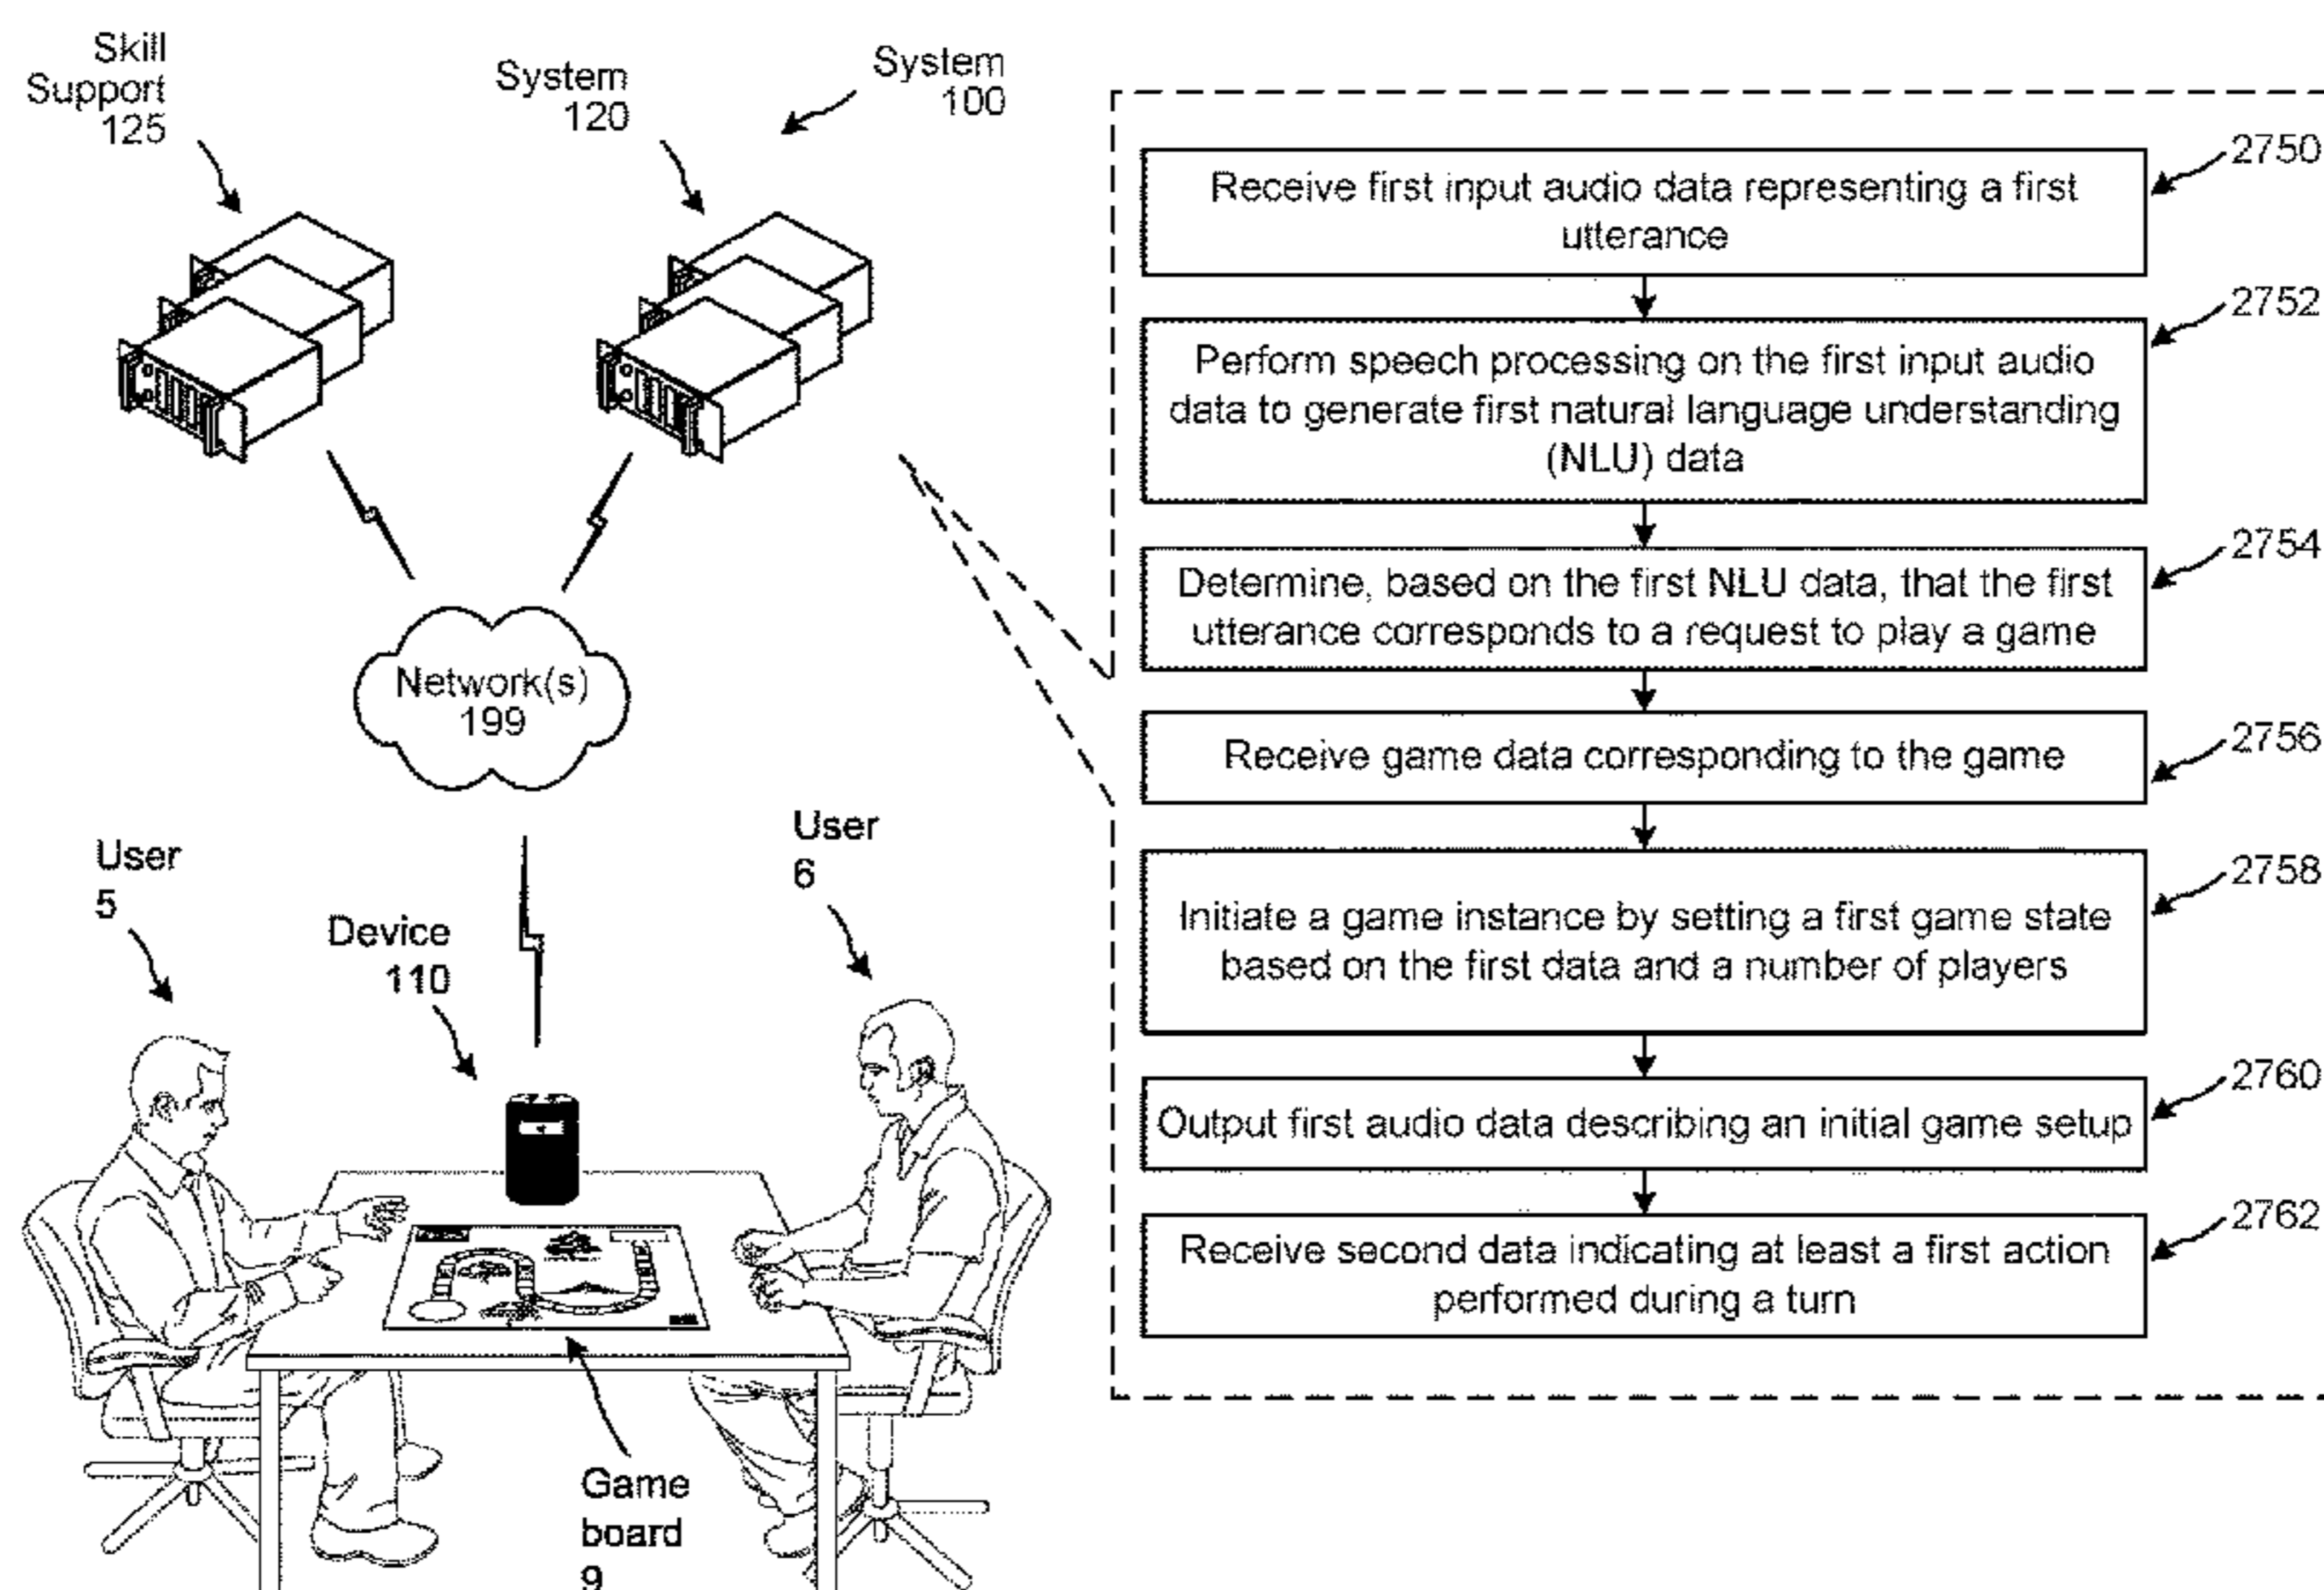 Skill
Support
125
System
120
System
100
Network(s)
199
User
5
Device
110
User
6
Game
board
9
2750
Receive first input audio data representing a first
utterance
2752
Perform speech processing on the first input audio
data to generate first natural language understanding
(NLU) data
2754
Determine, based on the first NLU data, that the first
utterance corresponds to a request to play a game
2756
Receive game data corresponding to the game
2758
Initiate a game instance by setting a first game state
based on the first data and a number of players
2760
Output first audio data describing an initial game setup
2762
Receive second data indicating at least a first action
performed during a turn